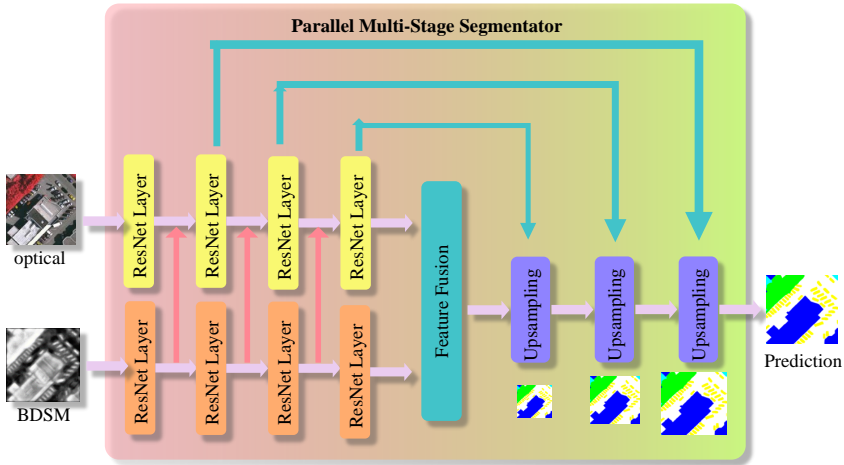 Parallel Multi-Stage Segmentator
optical
ResNet Layer
ResNet Layer
ResNet Layer
ResNet Layer
BDSM
ResNet Layer
ResNet Layer
ResNet Layer
ResNet Layer
Feature Fusion
Upsampling
Upsampling
Upsampling
Prediction